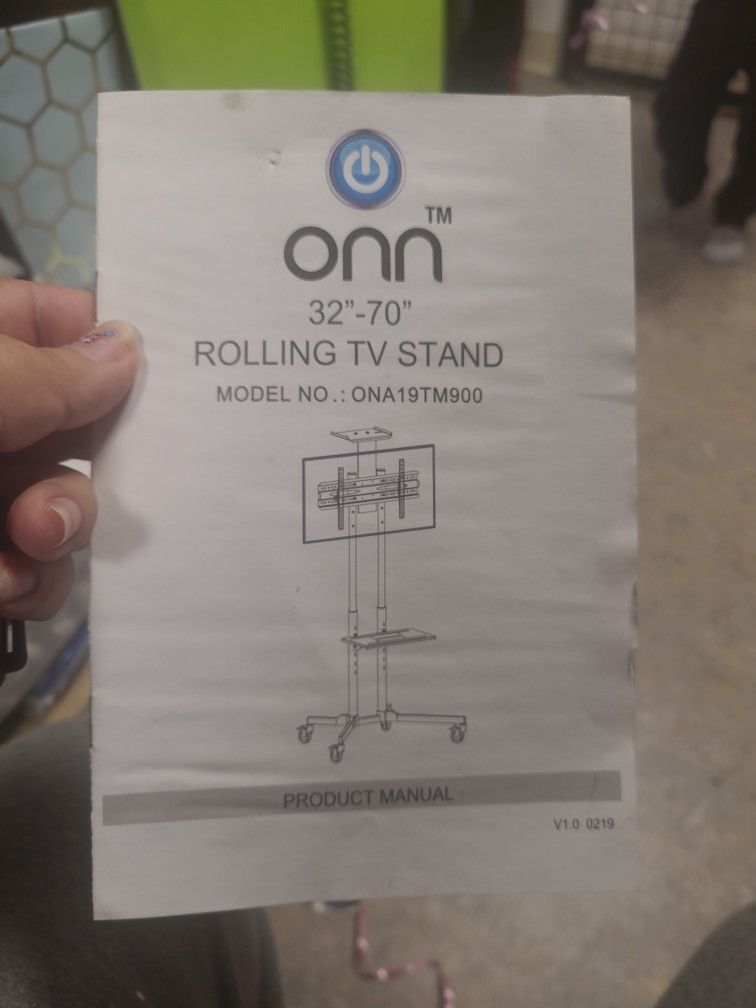 onn™
32”-70”
ROLLING TV STAND
MODEL NO.: ONA19TM900
PRODUCT MANUAL
V1.0 0219